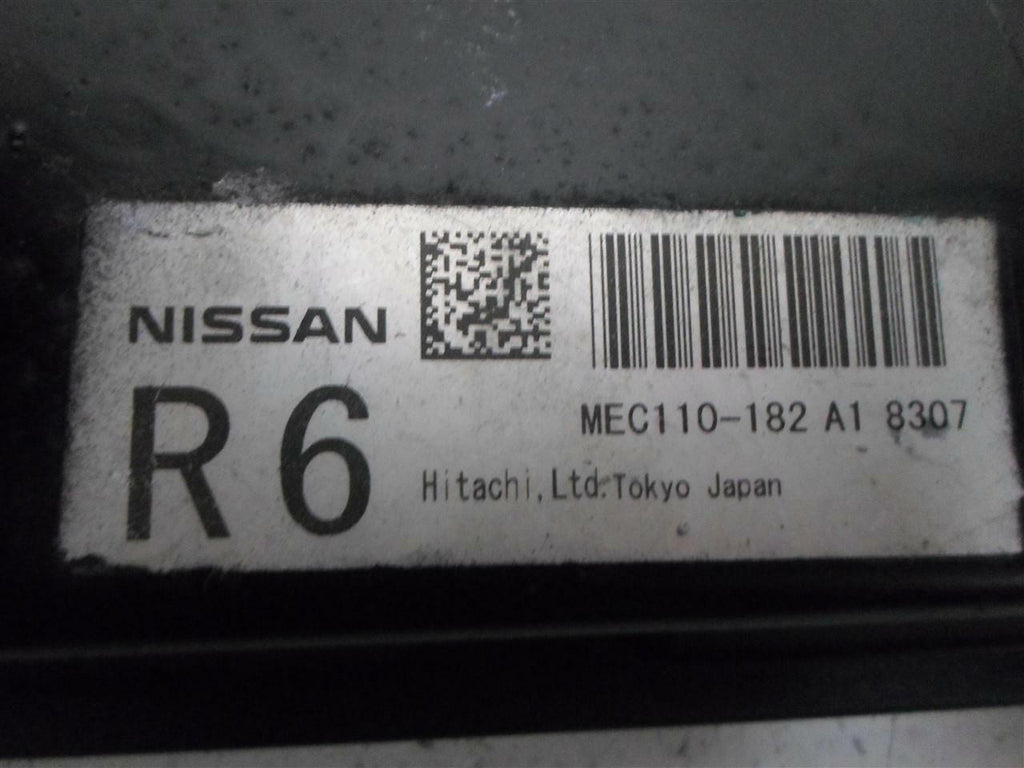 NISSAN
R6
MEC110-182 A1 8307
Hitachi,Ltd.Tokyo Japan